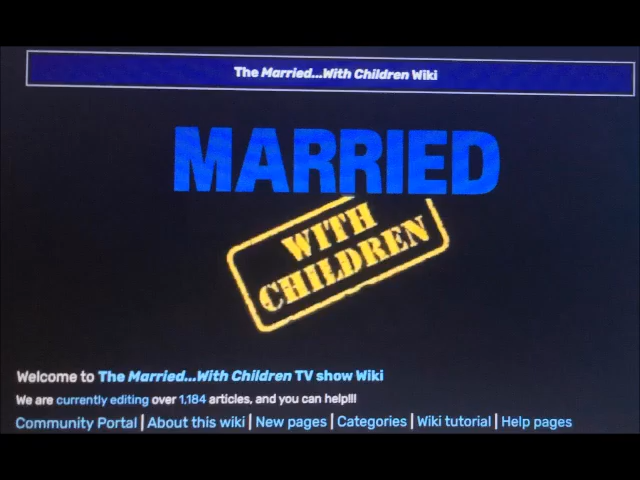 The Married...With Children Wiki
MARRIED
WITH
CHILDREN
Welcome to The Married...With Children TV show Wiki
We are currently editing over 1,184 articles, and you can help!!!
Community Portal | About this wiki | New pages | Categories | Wiki tutorial | Help pages